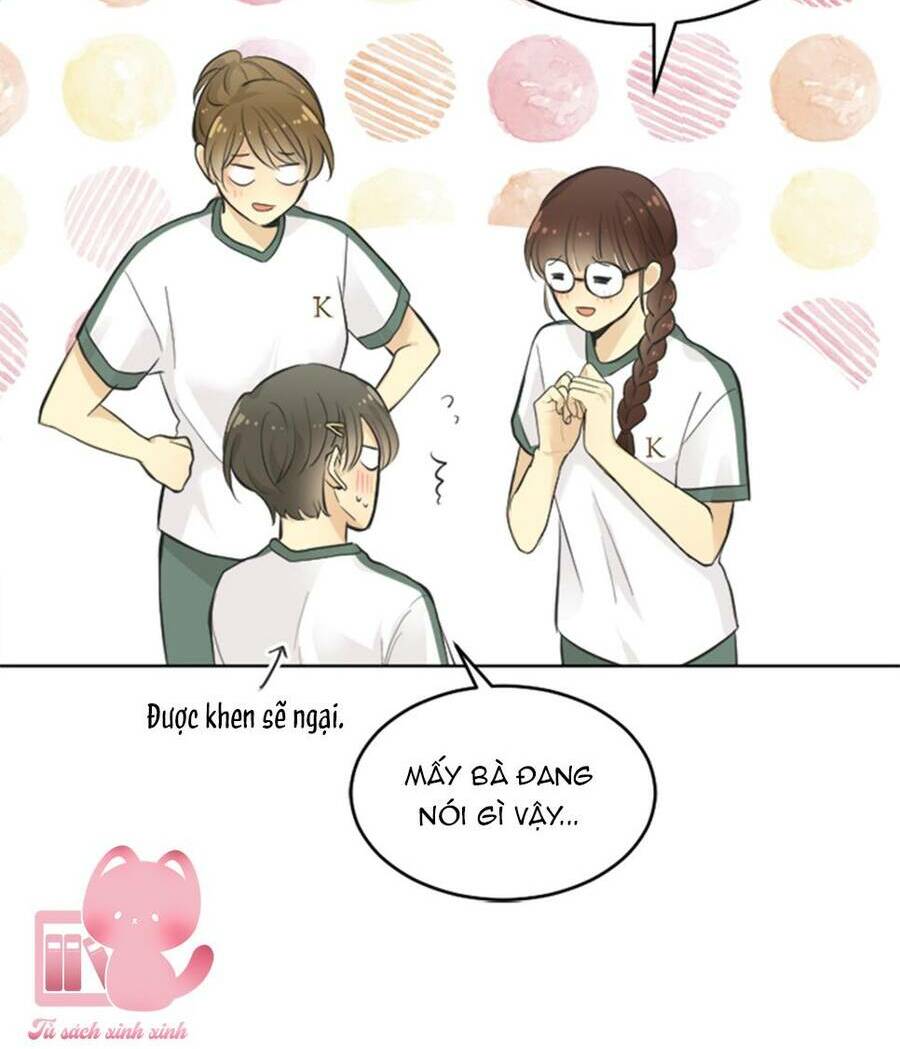 K
K
Được khen sẽ ngại.
MẤY BÀ ĐANG
NÓI GÌ VẬY...
Tủ sách xinh xinh